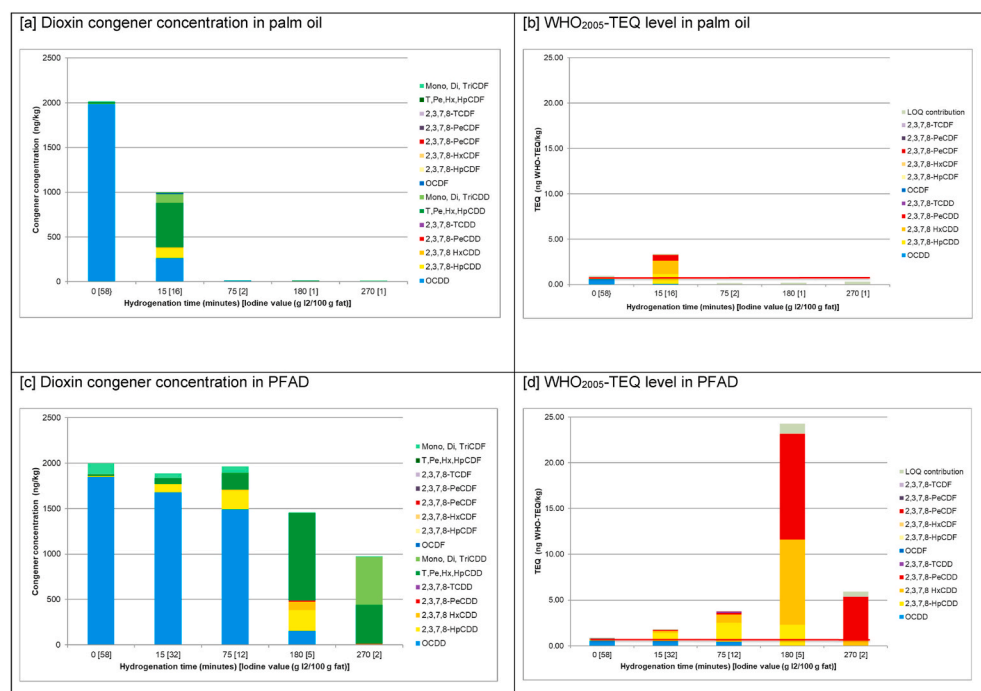 [a] Dioxin congener concentration in palm oil
2500
2000
1500
1000
500
0
Congener concentration (ng/kg)
0 [58]
15 [16]
75 [2]
180 [1]
270 [1]
Hydrogenation time (minutes) [Iodine value (g I2/100 g fat)]
Mono, Di, TriCDF
T,Pe,Hx,HpCDF
2,3,7,8-TCDF
2,3,7,8-PeCDF
2,3,7,8-PeCDF
2,3,7,8-HxCDF
2,3,7,8-HpCDF
OCDF
Mono, Di, TriCDD
T,Pe,Hx,HpCDD
2,3,7,8-TCDD
2,3,7,8-PeCDD
2,3,7,8 HxCDD
2,3,7,8-HpCDD
OCDD
[b] WHO2005-TEQ level in palm oil
25.00
20.00
15.00
10.00
5.00
0.00
TEQ (ng WHO-TEQ/kg)
0 [58]
15 [16]
75 [2]
180 [1]
270 [1]
Hydrogenation time (minutes) [Iodine value (g I2/100 g fat)]
LOQ contribution
2,3,7,8-TCDF
2,3,7,8-PeCDF
2,3,7,8-PeCDF
2,3,7,8-HxCDF
2,3,7,8-HpCDF
OCDF
2,3,7,8-TCDD
2,3,7,8-PeCDD
2,3,7,8 HxCDD
2,3,7,8-HpCDD
OCDD
[c] Dioxin congener concentration in PFAD
2500
2000
1500
1000
500
0
Congener concentration (ng/kg)
0 [58]
15 [32]
75 [12]
180 [5]
270 [2]
Hydrogenation time (minutes) [Iodine value (g I2/100 g fat)]
Mono, Di, TriCDF
T,Pe,Hx,HpCDF
2,3,7,8-TCDF
2,3,7,8-PeCDF
2,3,7,8-PeCDF
2,3,7,8-HxCDF
2,3,7,8-HpCDF
OCDF
Mono, Di, TriCDD
T,Pe,Hx,HpCDD
2,3,7,8-TCDD
2,3,7,8-PeCDD
2,3,7,8 HxCDD
2,3,7,8-HpCDD
OCDD
[d] WHO2005-TEQ level in PFAD
25.00
20.00
15.00
10.00
5.00
0.00
TEQ (ng WHO-TEQ/kg)
0 [58]
15 [32]
75 [12]
180 [5]
270 [2]
Hydrogenation time (minutes) [Iodine value (g I2/100 g fat)]
LOQ contribution
2,3,7,8-TCDF
2,3,7,8-PeCDF
2,3,7,8-PeCDF
2,3,7,8-HxCDF
2,3,7,8-HpCDF
OCDF
2,3,7,8-TCDD
2,3,7,8-PeCDD
2,3,7,8 HxCDD
2,3,7,8-HpCDD
OCDD